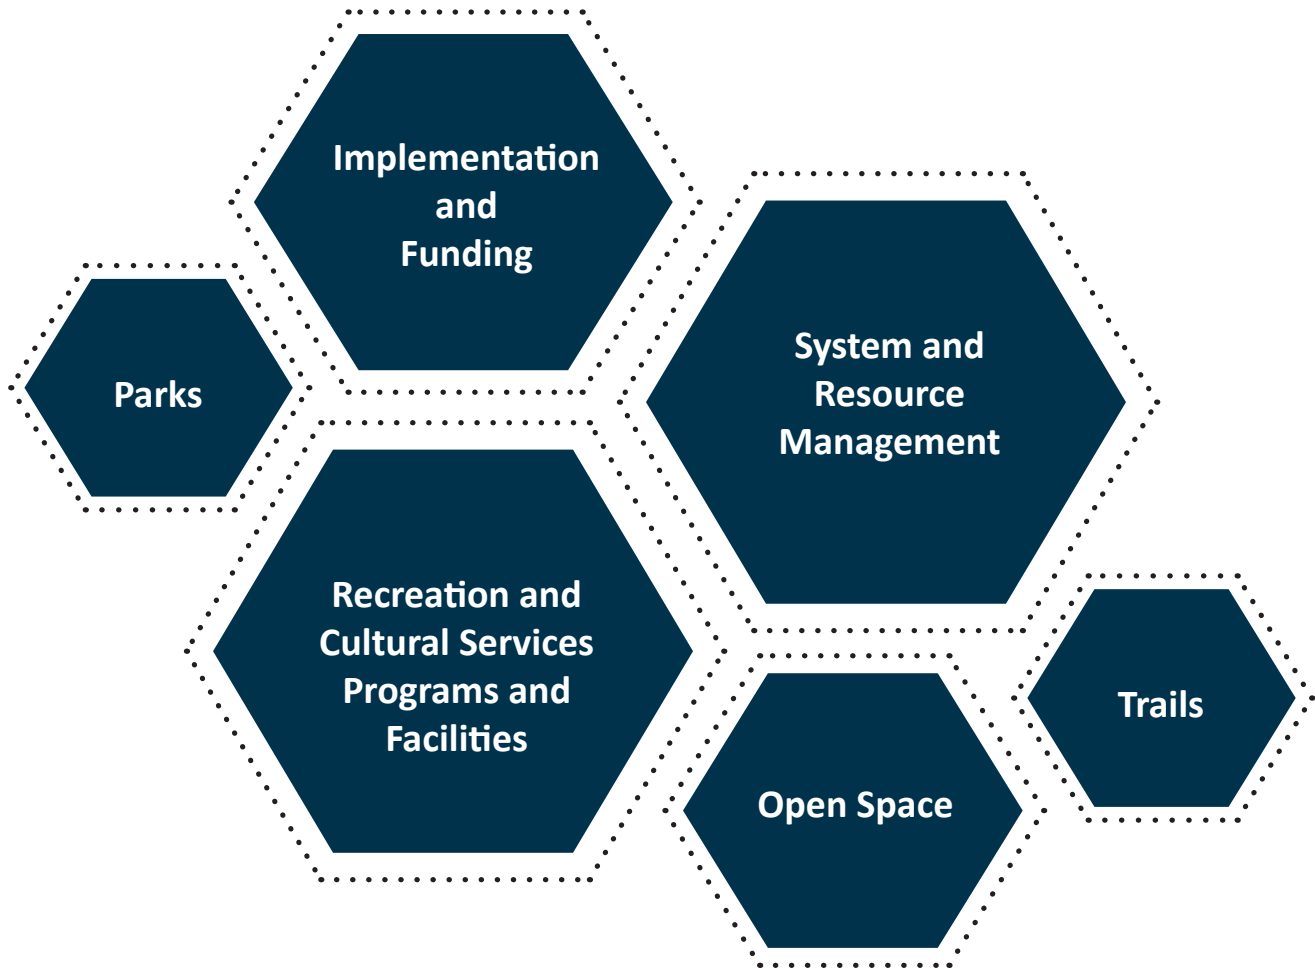 Implementation
and
Funding
Parks
System and
Resource
Management
Recreation and
Cultural Services
Programs and
Facilities
Open Space
Trails